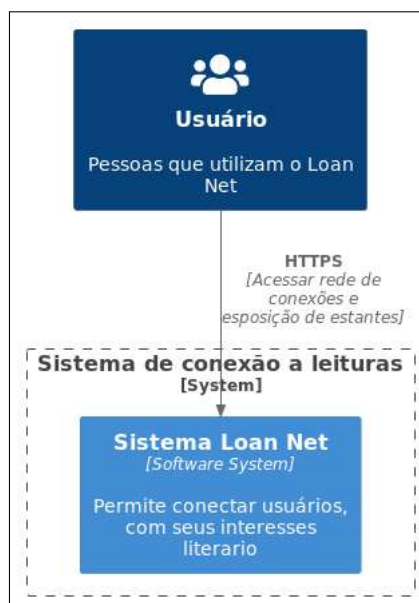 Usuário
Pessoas que utilizam o Loan
Net
HTTPS
[Acessar rede de
conexões e
esposição de estantes]
Sistema de conexão a leituras
[System]
Sistema Loan Net
[Software System]
Permite conectar usuários,
com seus interesses
literario